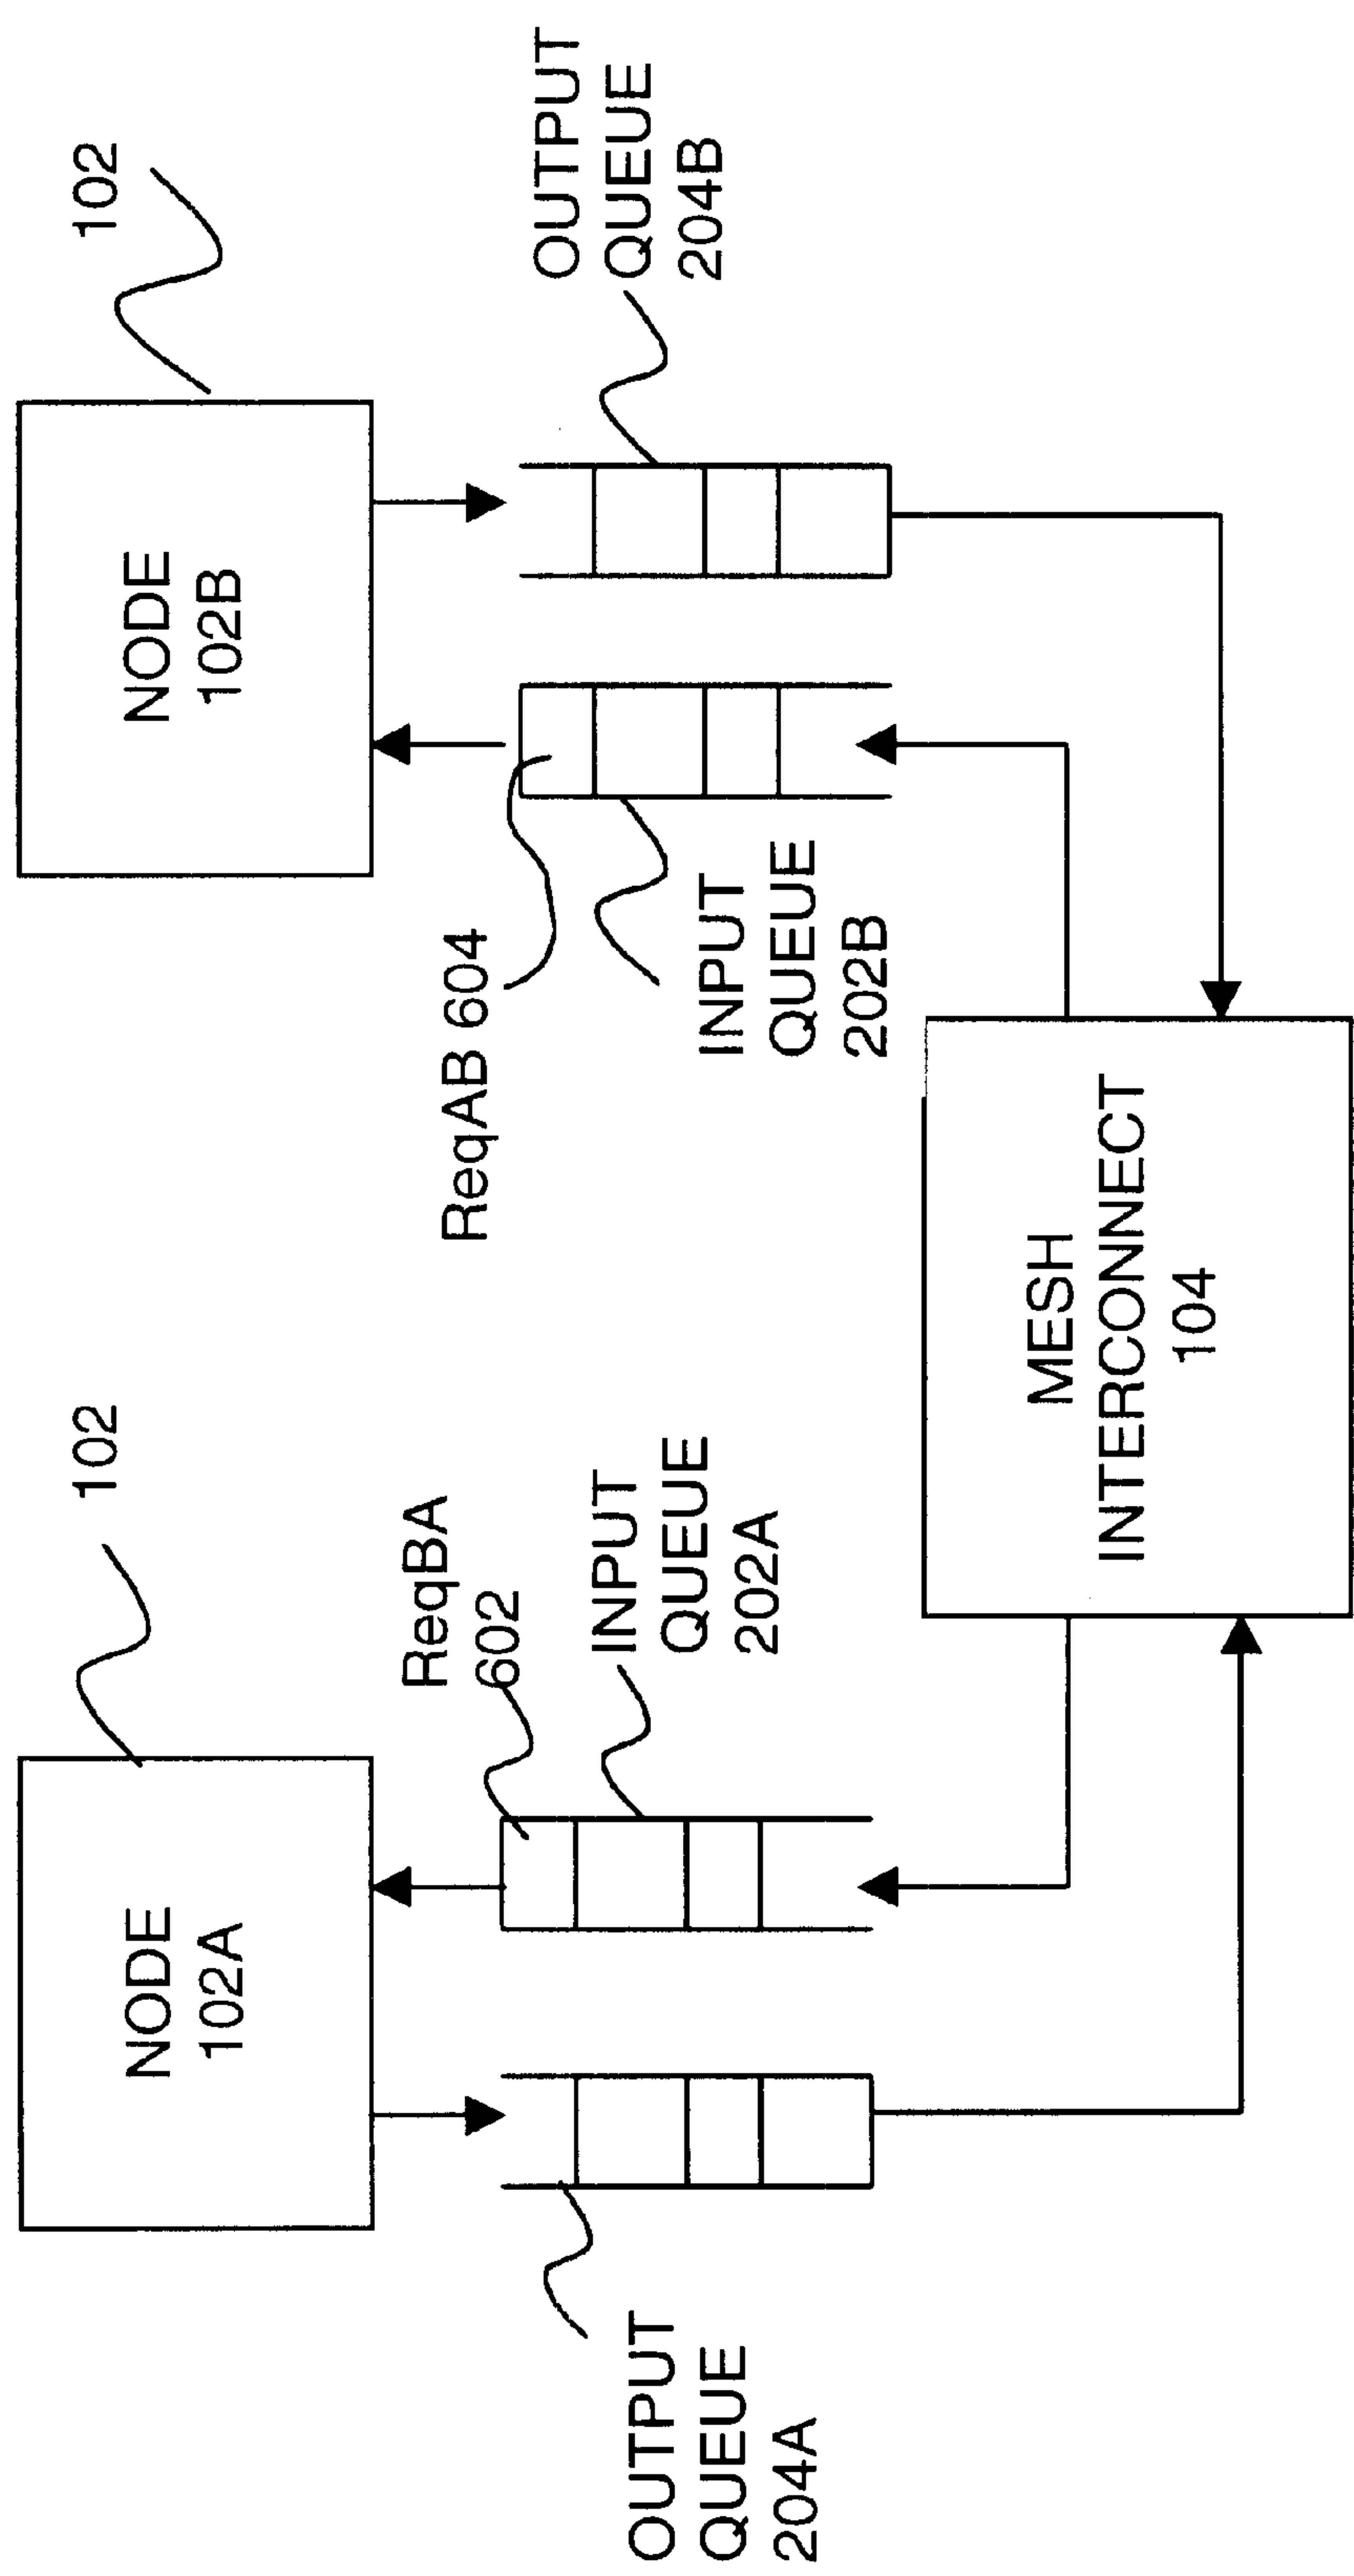 102
102
NODE
102A
NODE
102B
ReqBA
602
ReqAB 604
OUTPUT
QUEUE
204B
INPUT
QUEUE
202A
INPUT
QUEUE
202B
OUTPUT
QUEUE
204A
MESH
INTERCONNECT
104